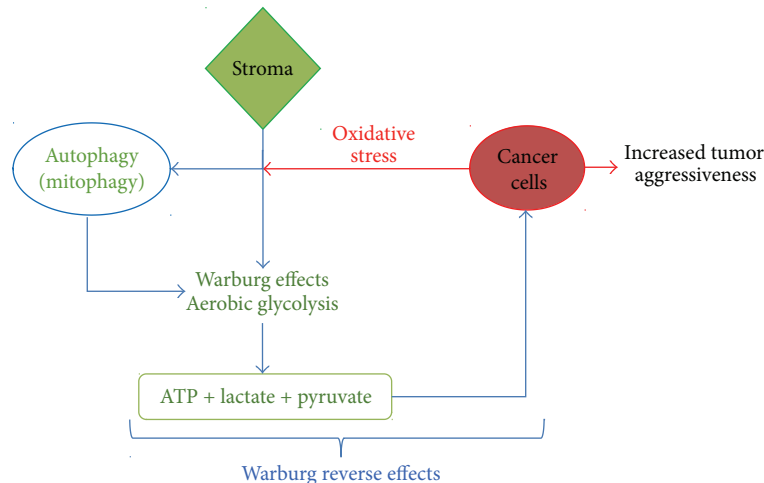 Stroma
Oxidative
stress
Autophagy
(mitophagy)
Cancer
cells
Increased tumor
aggressiveness
Warburg effects
Aerobic glycolysis
ATP + lactate + pyruvate
Warburg reverse effects